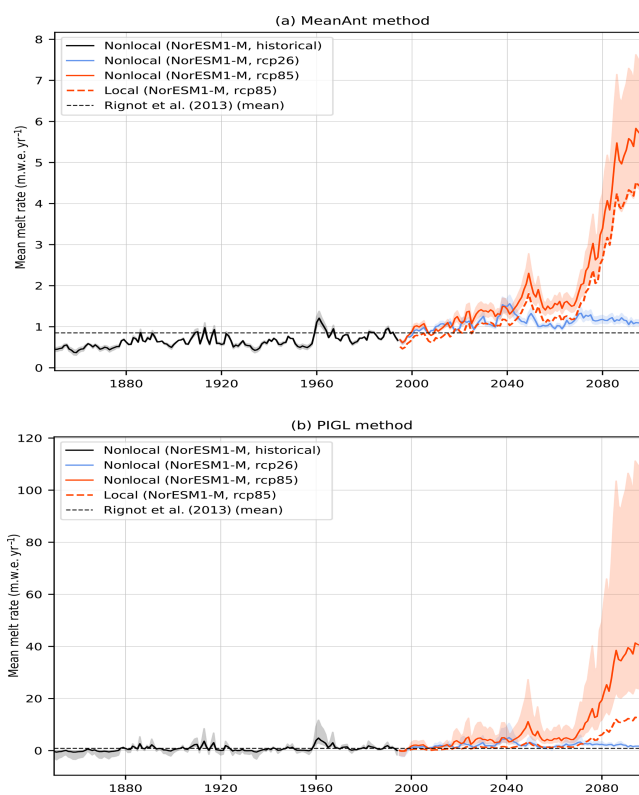 (a) MeanAnt method
Mean melt rate (m.w.e. yr⁻¹)
8
7
6
5
4
3
2
1
0
Nonlocal (NorESM1-M, historical)
Nonlocal (NorESM1-M, rcp26)
Nonlocal (NorESM1-M, rcp85)
Local (NorESM1-M, rcp85)
Rignot et al. (2013) (mean)
1880 1920 1960 2000 2040 2080
(b) PIGL method
Mean melt rate (m.w.e. yr⁻¹)
120
100
80
60
40
20
0
Nonlocal (NorESM1-M, historical)
Nonlocal (NorESM1-M, rcp26)
Nonlocal (NorESM1-M, rcp85)
Local (NorESM1-M, rcp85)
Rignot et al. (2013) (mean)
1880 1920 1960 2000 2040 2080